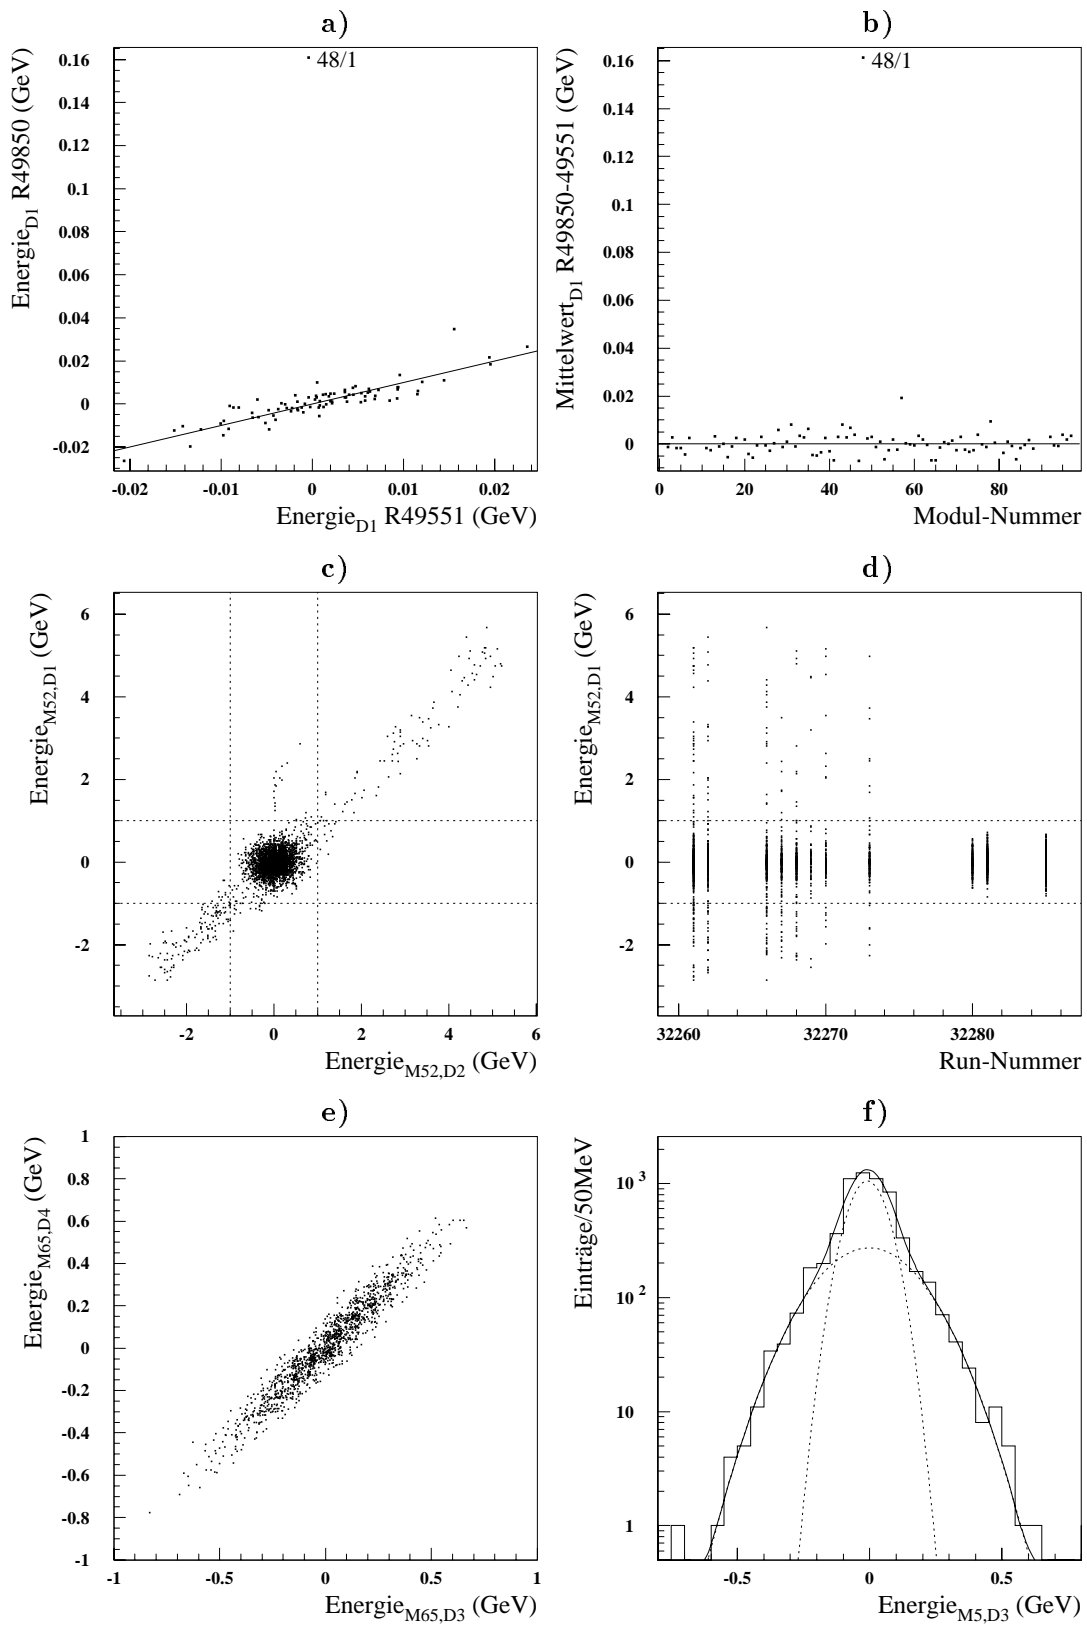 a)
Energie_D1 R49850 (GeV)
0.16
0.14
0.12
0.1
0.08
0.06
0.04
0.02
0
-0.02
48/1
-0.02 -0.01 0 0.01 0.02
Energie_D1 R49551 (GeV)
b)
Mittelwert_D1 R49850-49551 (GeV)
0.16
0.14
0.12
0.1
0.08
0.06
0.04
0.02
0
48/1
0 20 40 60 80
Modul-Nummer
c)
Energie_M52,D1 (GeV)
6
4
2
0
-2
-2 0 2 4 6
Energie_M52,D2 (GeV)
d)
Energie_M52,D1 (GeV)
6
4
2
0
-2
32260 32270 32280
Run-Nummer
e)
Energie_M65,D4 (GeV)
1
0.8
0.6
0.4
0.2
0
-0.2
-0.4
-0.6
-0.8
-1
-1 -0.5 0 0.5 1
Energie_M65,D3 (GeV)
f)
Einträge/50MeV
10^3
10^2
10
1
-0.5 0 0.5
Energie_M5,D3 (GeV)